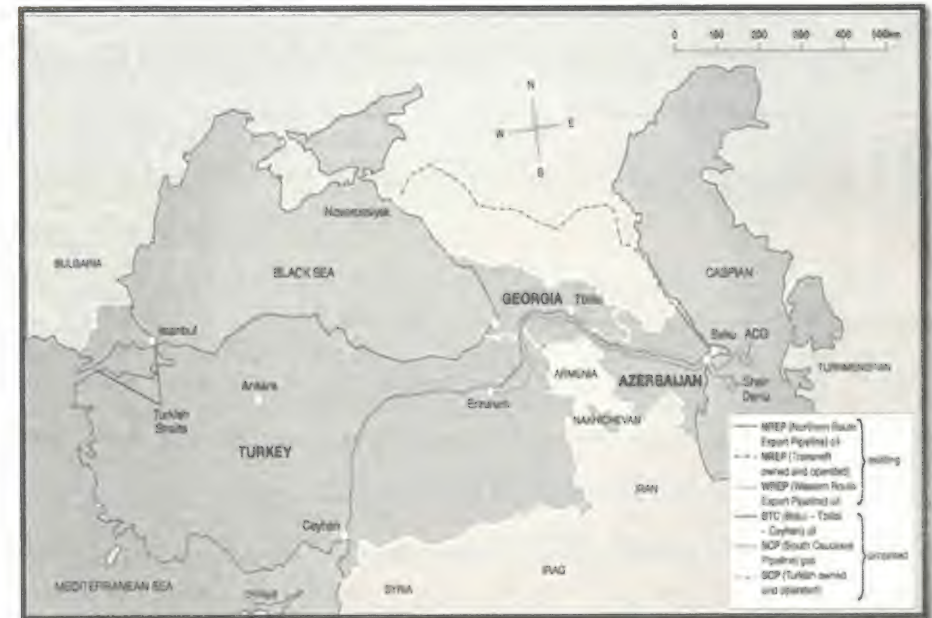 0 100 200 300 400 500km
N
W E
S
Novorossiysk
BULGARIA
BLACK SEA
CASPIAN
GEORGIA Tbilisi
Istanbul
Baku ACG
ARMENIA
TURKMENISTAN
Ankara
AZERBAIJAN
Erzurum
Shah
Deniz
Turkish
Straits
NAKHICHEVAN
TURKEY
IRAN
NREP (Northern Route
Export Pipeline) oil
NREP (Transneft
owned and operated)
WREP (Western Route
Export Pipeline) oil
existing
BTC (Baku – Tbilisi
– Ceyhan) oil
SCP (South Caucasus
Pipeline) gas
SCP (Turkish owned
and operated)
proposed
Ceyhan
IRAQ
SYRIA
MEDITERRANEAN SEA